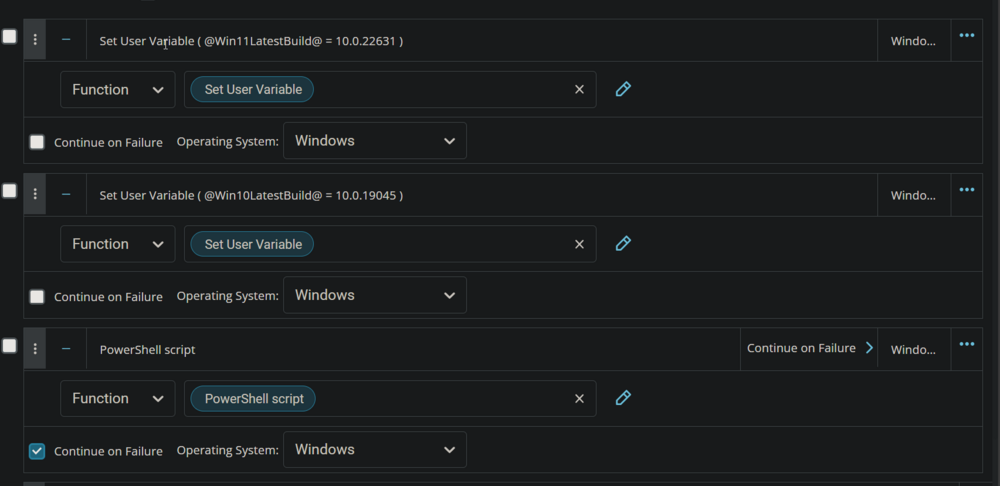 Set User Variable ( @Win11LatestBuild@ = 10.0.22631 ) Windo...
Function Set User Variable
Continue on Failure Operating System: Windows
Set User Variable ( @Win10LatestBuild@ = 10.0.19045 ) Windo...
Function Set User Variable
Continue on Failure Operating System: Windows
PowerShell script Continue on Failure Windo...
Function PowerShell script
Continue on Failure Operating System: Windows